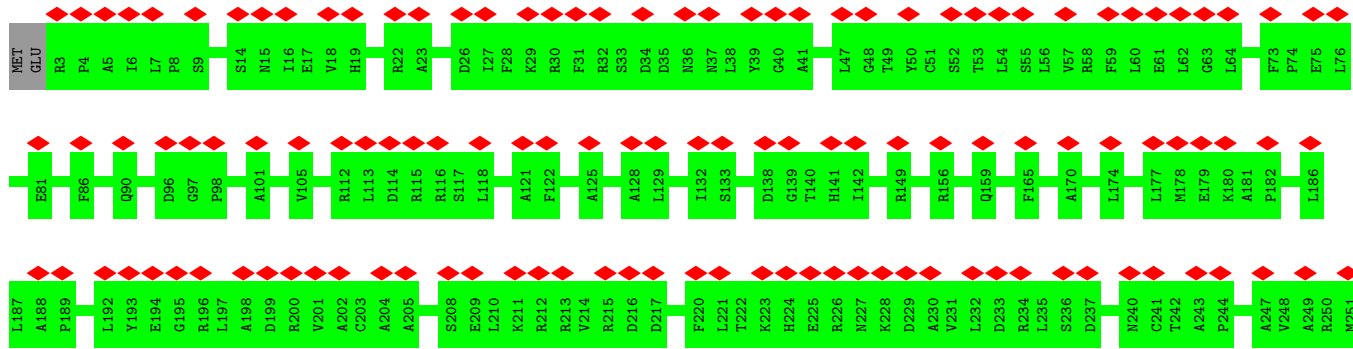 MET GLU R3 P4 A5 I6 L7 P8 S9 S14 N15 I16 E17 V18 H19 R22 A23 D26 I27 F28 K29 R30 F31 R32 S33 D34 D35 N36 N37 L38 Y39 G40 A41 L47 G48 T49 Y50 C51 S52 T53 L54 S55 L56 V57 R58 F59 L60 E61 L62 G63 L64 F73 P74 E75 L76
E81 F86 Q90 D96 G97 P98 A101 V105 R112 L113 D114 R115 R116 S117 L118 A121 F122 A125 A128 L129 I132 S133 D138 G139 T140 H141 I142 R149 R156 Q159 F165 A170 L174 L177 M178 E179 K180 A181 P182 L186
L187 A188 P189 L192 Y193 E194 G195 R196 L197 A198 D199 R200 V201 A202 C203 A204 A205 S208 E209 L210 K211 R212 R213 V214 R215 D216 D217 F220 L221 T222 K223 H224 E225 R226 N227 K228 D229 A230 V231 L232 D233 R234 L235 S236 D237 N240 C241 T242 A243 P244 A247 V248 A249 R250 M251